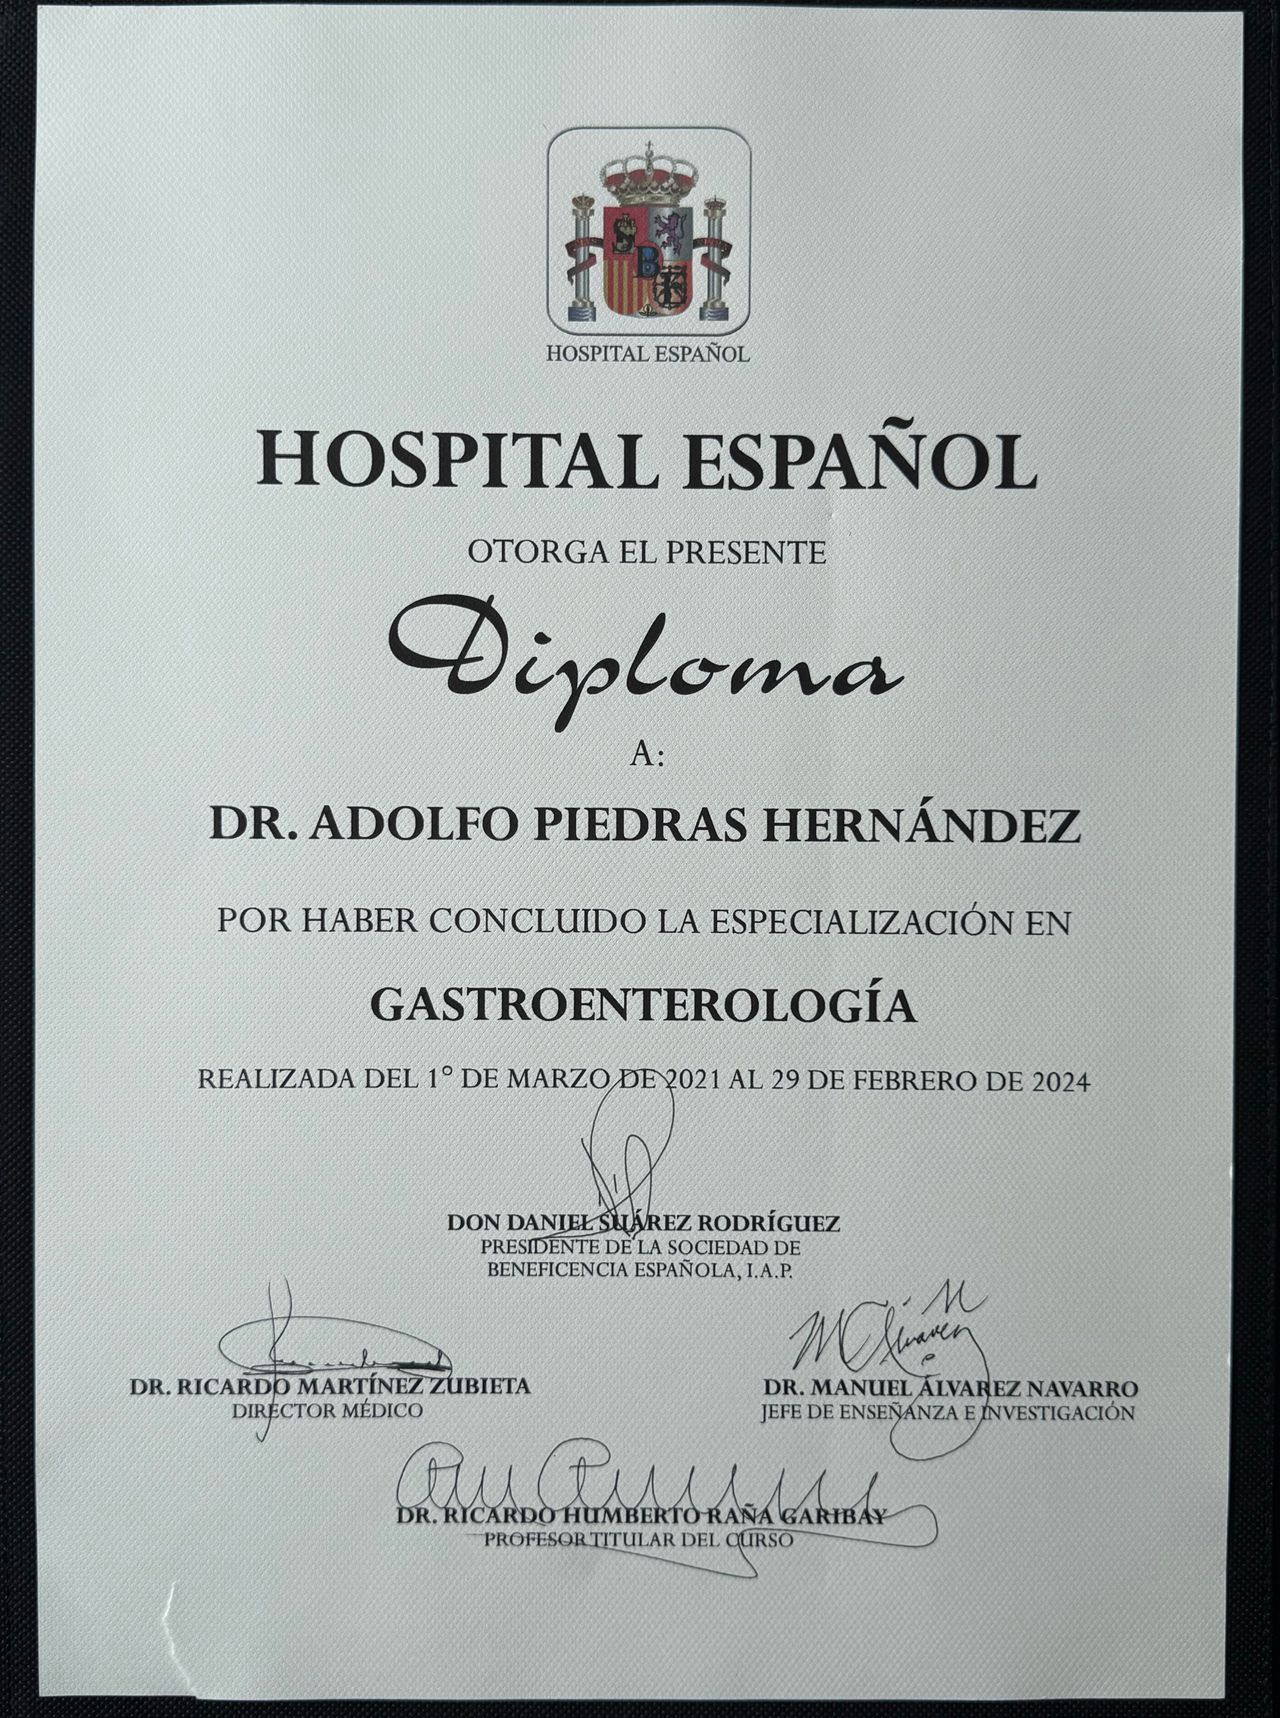 HOSPITAL ESPAÑOL
HOSPITAL ESPAÑOL
OTORGA EL PRESENTE
Diploma
A:
DR. ADOLFO PIEDRAS HERNÁNDEZ
POR HABER CONCLUIDO LA ESPECIALIZACIÓN EN
GASTROENTEROLOGÍA
REALIZADA DEL 1° DE MARZO DE 2021 AL 29 DE FEBRERO DE 2024
DON DANIEL SUÁREZ RODRÍGUEZ
PRESIDENTE DE LA SOCIEDAD DE
BENEFICENCIA ESPAÑOLA, I.A.P.
DR. RICARDO MARTÍNEZ ZUBIETA
DIRECTOR MÉDICO
DR. MANUEL ÁLVAREZ NAVARRO
JEFE DE ENSEÑANZA E INVESTIGACIÓN
DR. RICARDO HUMBERTO RAÑA GARIBAY
PROFESOR TITULAR DEL CURSO